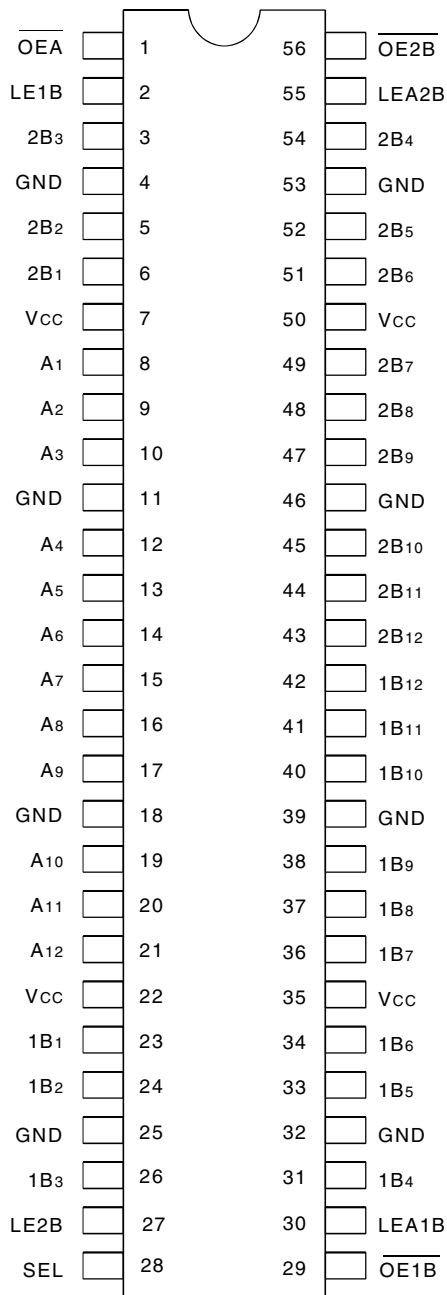 OEA 1 56 OE2B
LE1B 2 55 LEA2B
2B3 3 54 2B4
GND 4 53 GND
2B2 5 52 2B5
2B1 6 51 2B6
VCC 7 50 VCC
A1 8 49 2B7
A2 9 48 2B8
A3 10 47 2B9
GND 11 46 GND
A4 12 45 2B10
A5 13 44 2B11
A6 14 43 2B12
A7 15 42 1B12
A8 16 41 1B11
A9 17 40 1B10
GND 18 39 GND
A10 19 38 1B9
A11 20 37 1B8
A12 21 36 1B7
VCC 22 35 VCC
1B1 23 34 1B6
1B2 24 33 1B5
GND 25 32 GND
1B3 26 31 1B4
LE2B 27 30 LEA1B
SEL 28 29 OE1B